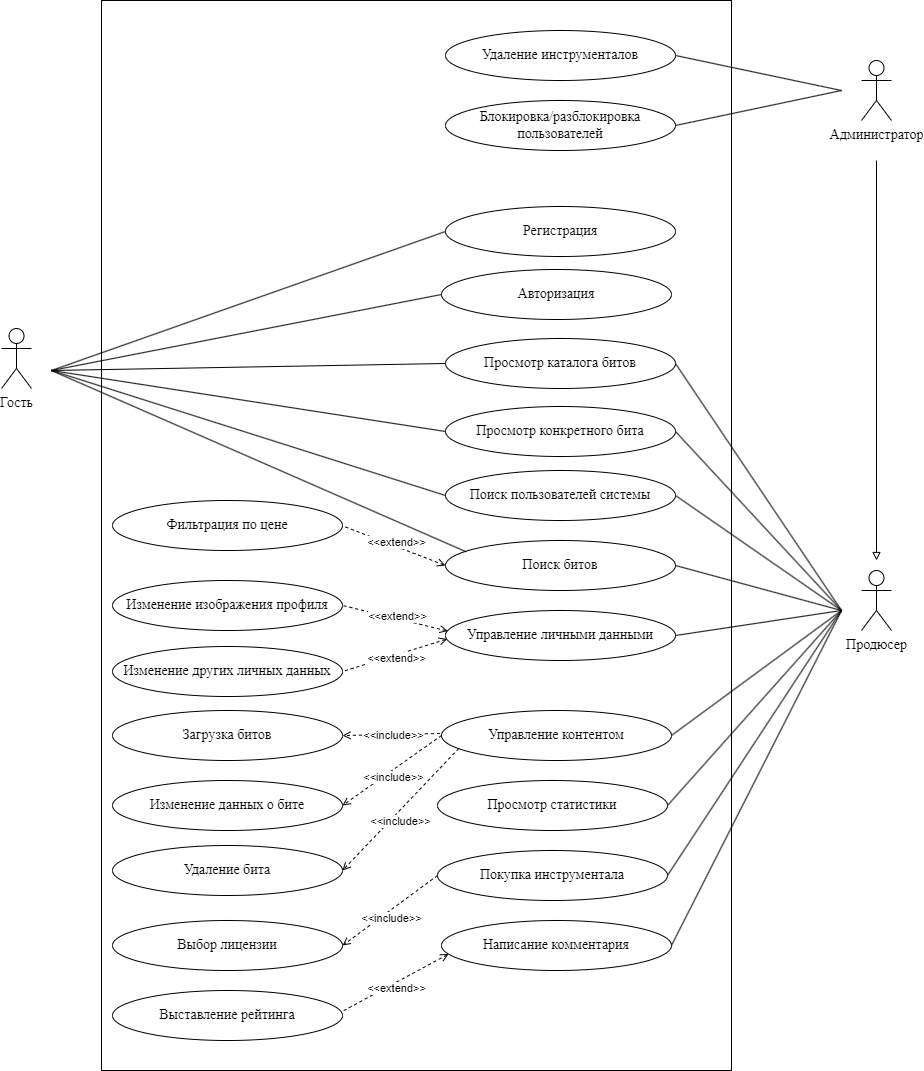 Удаление инструменталов
Блокировка/разблокировка
пользователей
Администратор
Регистрация
Авторизация
Просмотр каталога битов
Гость
Просмотр конкретного бита
Поиск пользователей системы
Фильтрация по цене
<<extend>>
Поиск битов
Изменение изображения профиля
<<extend>>
Управление личными данными
Продюсер
<<extend>>
Изменение других личных данных
Загрузка битов
<<include>>
Управление контентом
<<include>>
Изменение данных о бите
Просмотр статистики
<<include>>
Удаление бита
Покупка инструментала
<<include>>
Выбор лицензии
Написание комментария
<<extend>>
Выставление рейтинга